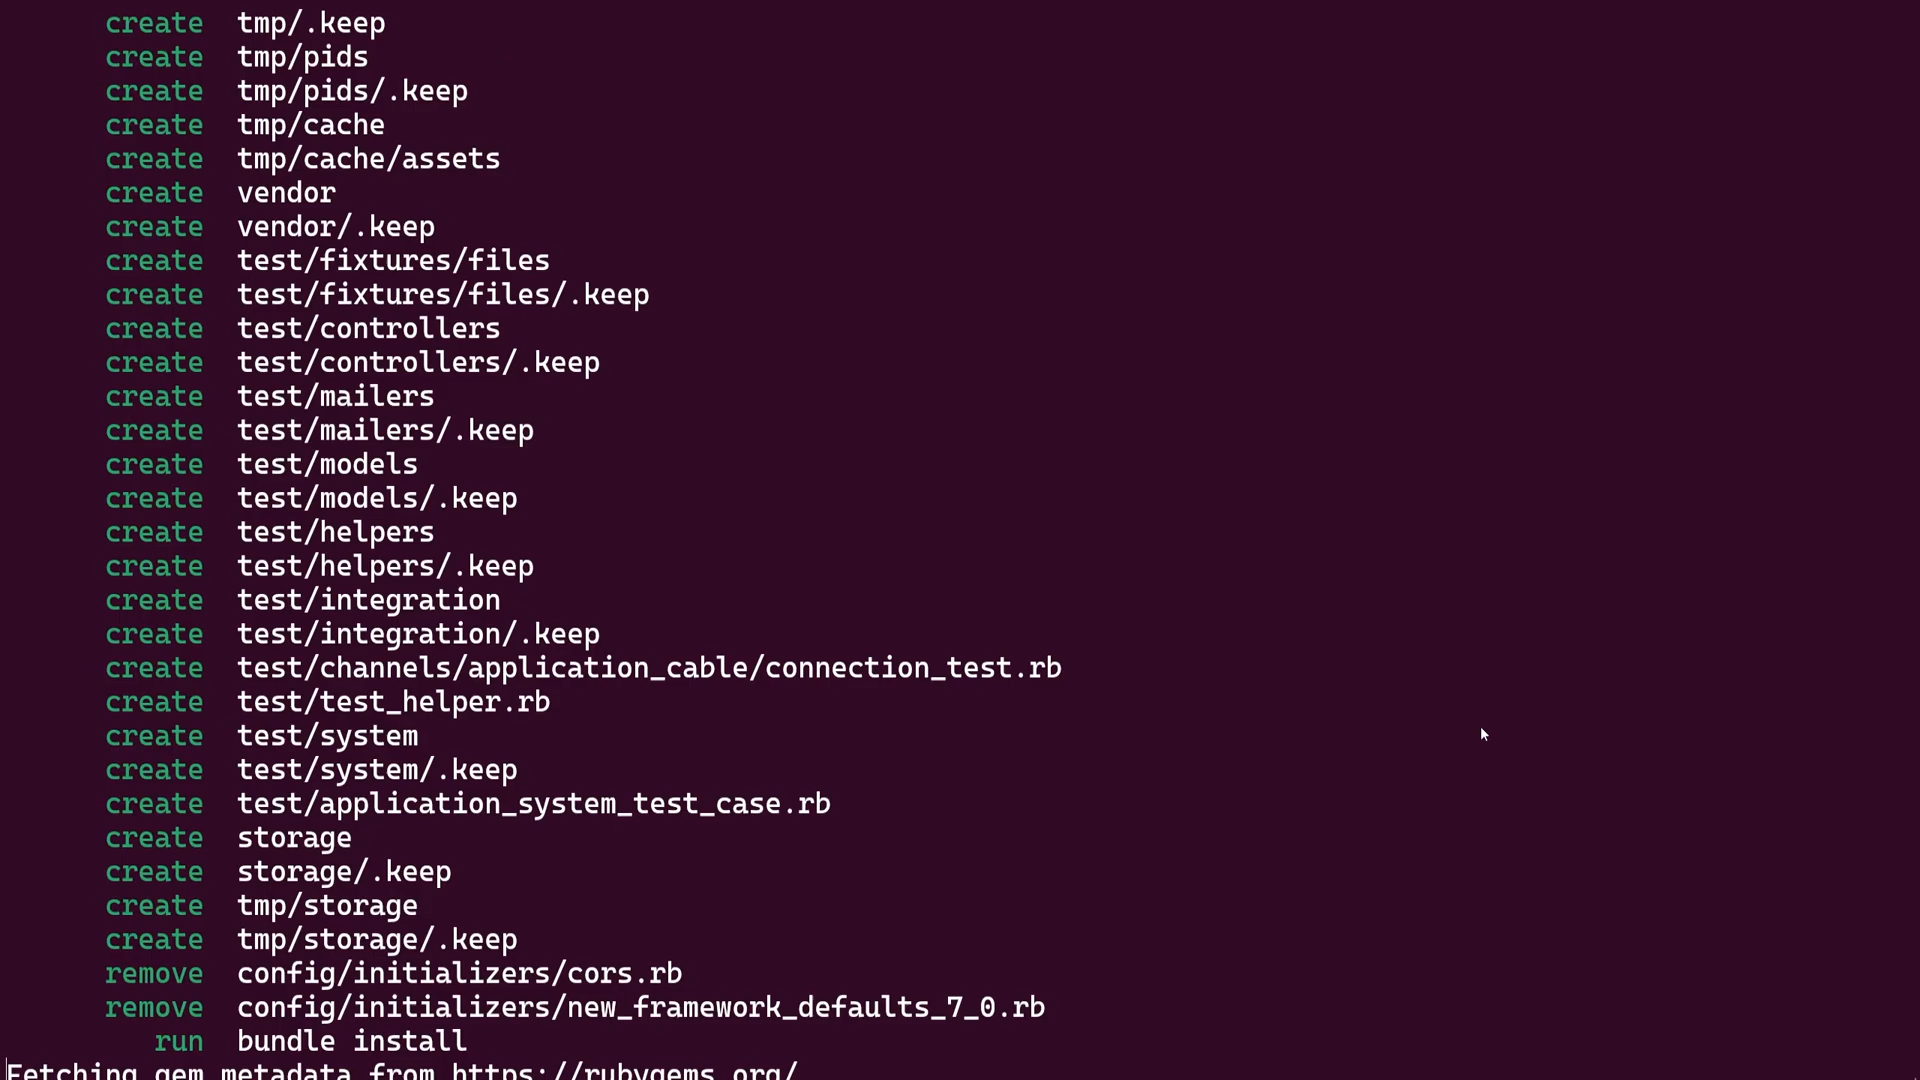 create  tmp/.keep
create  tmp/pids
create  tmp/pids/.keep
create  tmp/cache
create  tmp/cache/assets
create  vendor
create  vendor/.keep
create  test/fixtures/files
create  test/fixtures/files/.keep
create  test/controllers
create  test/controllers/.keep
create  test/mailers
create  test/mailers/.keep
create  test/models
create  test/models/.keep
create  test/helpers
create  test/helpers/.keep
create  test/integration
create  test/integration/.keep
create  test/channels/application_cable/connection_test.rb
create  test/test_helper.rb
create  test/system
create  test/system/.keep
create  test/application_system_test_case.rb
create  storage
create  storage/.keep
create  tmp/storage
create  tmp/storage/.keep
remove  config/initializers/cors.rb
remove  config/initializers/new_framework_defaults_7_0.rb
run  bundle install
Fetching gem metadata from https://rubygems.org/